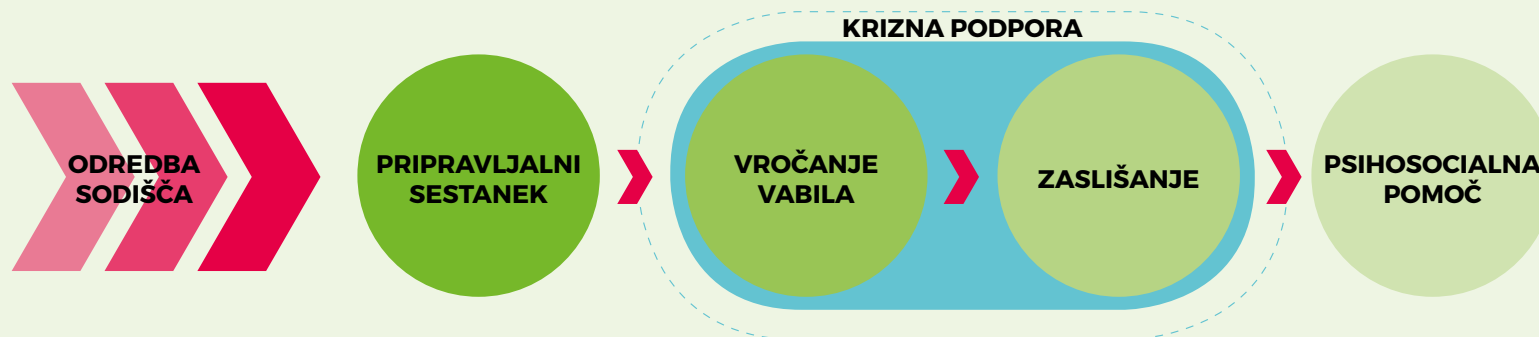 KRIZNA PODPORA
ODREDBA
SODIŠČA
PRIPRAVLJALNI
SESTANEK
VROČANJE
VABILA
ZASLIŠANJE
PSIHOSOCIALNA
POMOČ